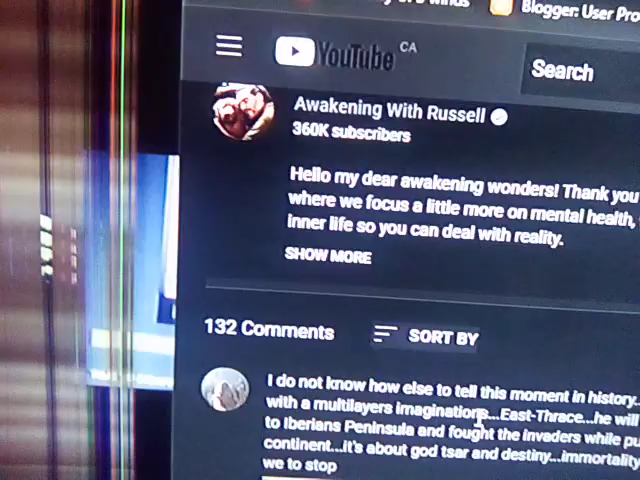 Blogger: User Pro
YouTube CA
Search
Awakening With Russell
360K subscribers
Hello my dear awakening wonders! Thank you
where we focus a little more on mental health,
inner life so you can deal with reality.
SHOW MORE
132 Comments
SORT BY
I do not know how else to tell this moment in history..
with a multilayers imaginations...East-Thrace...he will
to Iberians Peninsula and fought the invaders while pu
continent...it's about god tsar and destiny...immortality
we to stop